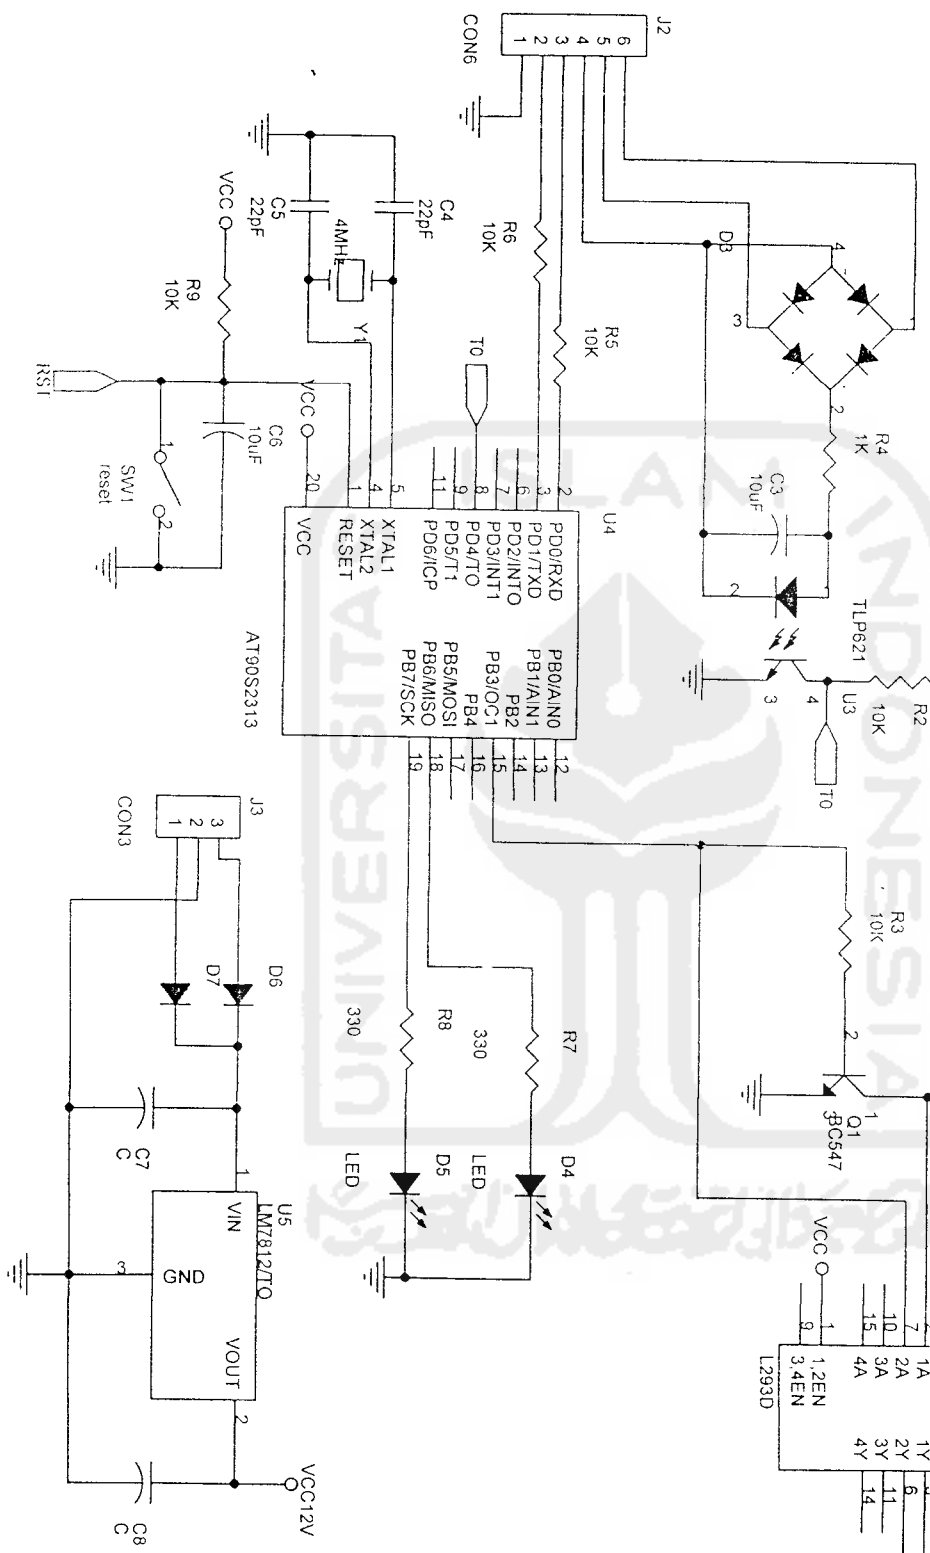 J2
CON6
1 2 3 4 5 6
D3
4
3
1
2
R4
1K
C3
10uF
2
TLP621
3
4
U3
R2
10K
T0
R6
10K
R5
10K
T0
C4
22pF
C5
22pF
4MHz
Y1
VCC
R9
10K
RST
C6
10uF
SW1
reset
1
2
VCC
20
1
4
5
11
9
8
7
6
3
2
U4
VCC
RESET
XTAL2
XTAL1
PD6/ICP
PD5/T1
PD4/TO
PD3/INT1
PD2/INTO
PD1/TXD
PD0/RXD
PB7/SCK
PB6/MISO
PB5/MOSI
PB4
PB3/OC1
PB2
PB1/AIN1
PB0/AIN0
AT90S2313
19
18
17
16
15
14
13
12
R3
10K
2
1
3
Q1
BC547
R8
330
R7
330
D5
LED
D4
LED
J3
CON3
1 2 3
D6
D7
C7
C
U5
LM7812/TO
1
VIN
3
GND
VOUT
2
C8
C
VCC12V
VCC
1
9
15
10
7
1,2EN
3,4EN
4A
3A
2A
1A
4Y
3Y
2Y
1Y
14
11
6
L293D
UNIVERSITA
ISLAM
INDONESIA